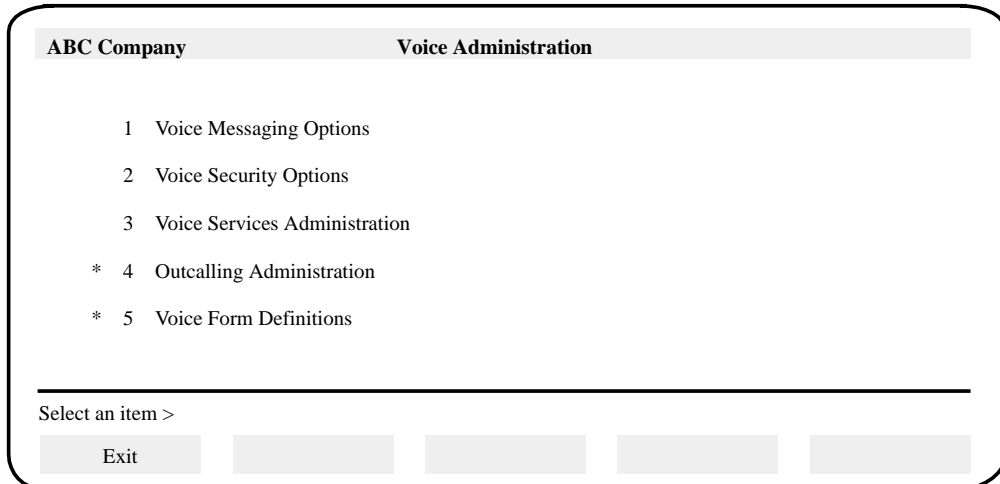 ABC Company Voice Administration
1 Voice Messaging Options
2 Voice Security Options
3 Voice Services Administration
* 4 Outcalling Administration
* 5 Voice Form Definitions
Select an item >
Exit